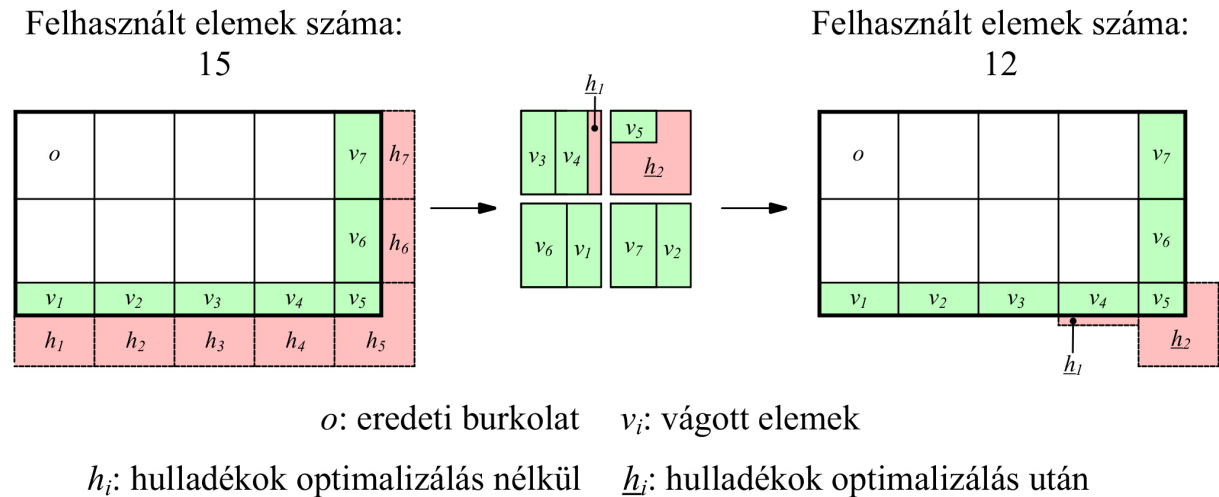 Felhasznált elemek száma:
15
Felhasznált elemek száma:
12
o
v7
h7
v6
h6
v1 v2 v3 v4 v5
h1 h2 h3 h4 h5
h1
v3 v4
v5
h2
v6 v1 v7 v2
o
v7
v6
v1 v2 v3 v4 v5
h1
h2
o: eredeti burkolat vi: vágott elemek
hi: hulladékok optimalizálás nélkül hi: hulladékok optimalizálás után